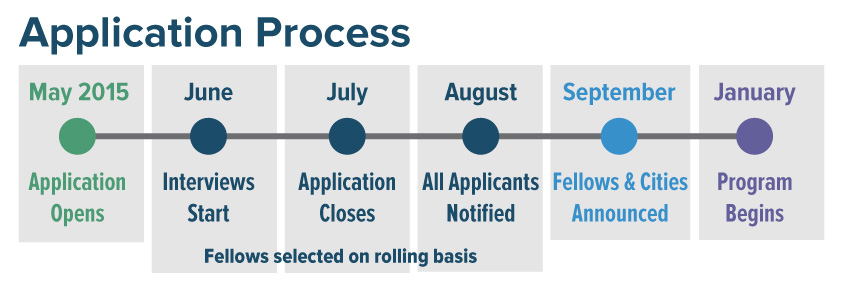 Application Process
May 2015
June
July
August
September
January
Application
Opens
Interviews
Start
Application
Closes
All Applicants
Notified
Fellows & Cities
Announced
Program
Begins
Fellows selected on rolling basis